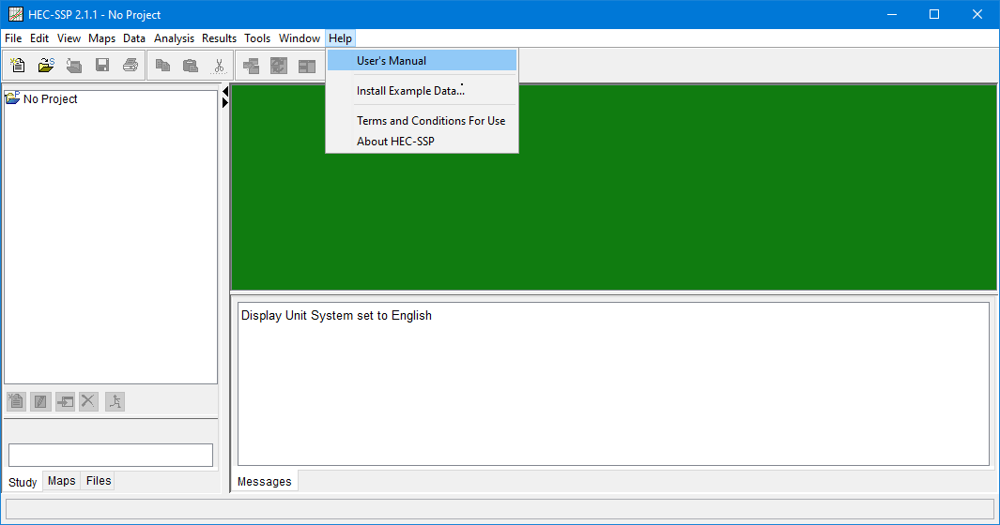 HEC-SSP 2.1.1 - No Project
File Edit View Maps Data Analysis Results Tools Window Help
User's Manual
Install Example Data...
Terms and Conditions For Use
About HEC-SSP
No Project
Display Unit System set to English
Study Maps Files
Messages